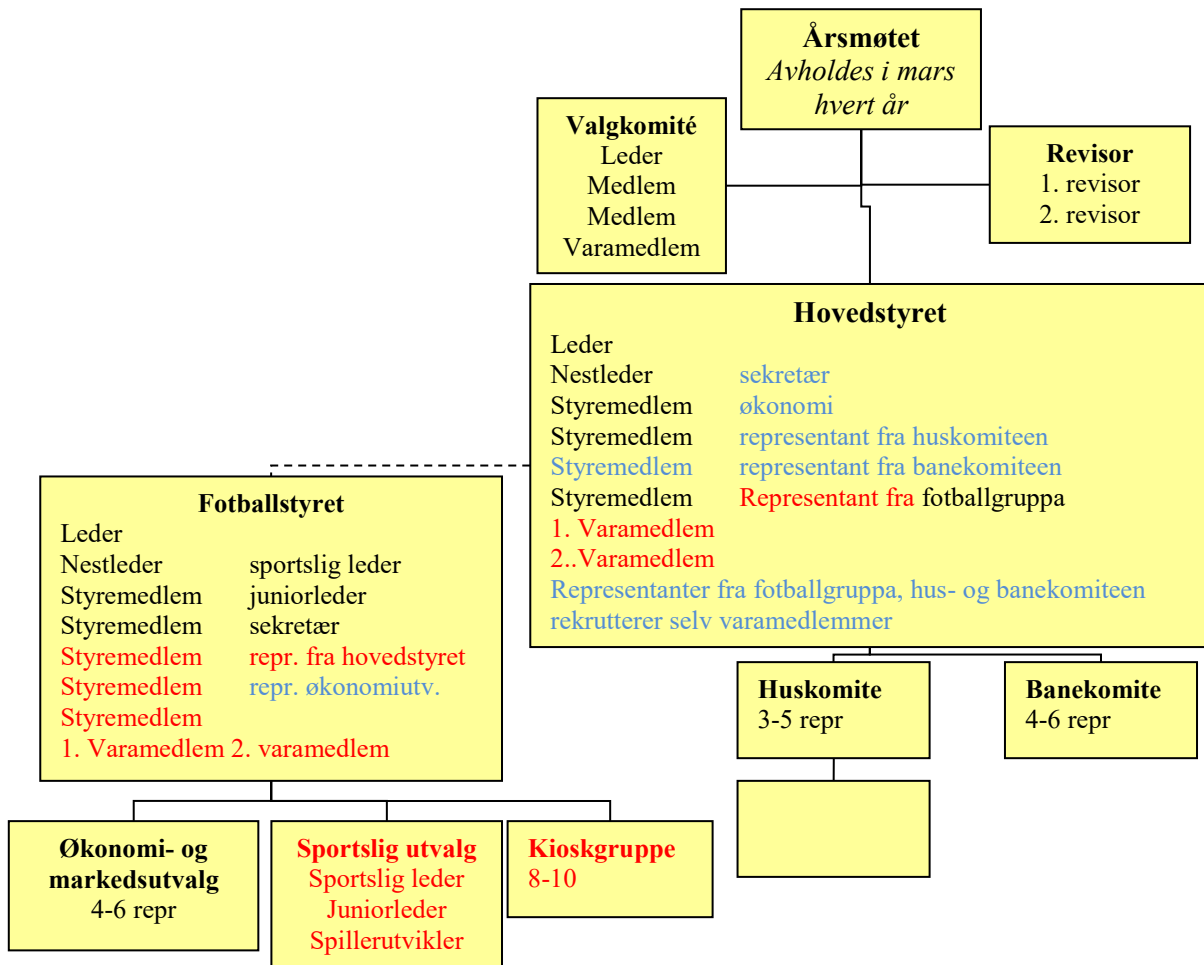 Årsmøtet
Avholdes i mars
hvert år
Valgkomité
Leder
Medlem
Medlem
Varamedlem
Revisor
1. revisor
2. revisor
Hovedstyret
Leder
Nestleder sekretær
Styremedlem økonomi
Styremedlem representant fra huskomiteen
Styremedlem representant fra banekomiteen
Styremedlem Representant fra fotballgruppa
1. Varamedlem
2..Varamedlem
Representanter fra fotballgruppa, hus- og banekomiteen
rekrutterer selv varamedlemmer
Fotballstyret
Leder
Nestleder sportslig leder
Styremedlem juniorleder
Styremedlem sekretær
Styremedlem repr. fra hovedstyret
Styremedlem repr. økonomiutv.
Styremedlem
1. Varamedlem 2. varamedlem
Huskomite
3-5 repr
Banekomite
4-6 repr
Økonomi- og
markedsutvalg
4-6 repr
Sportslig utvalg
Sportslig leder
Juniorleder
Spillerutvikler
Kioskgruppe
8-10